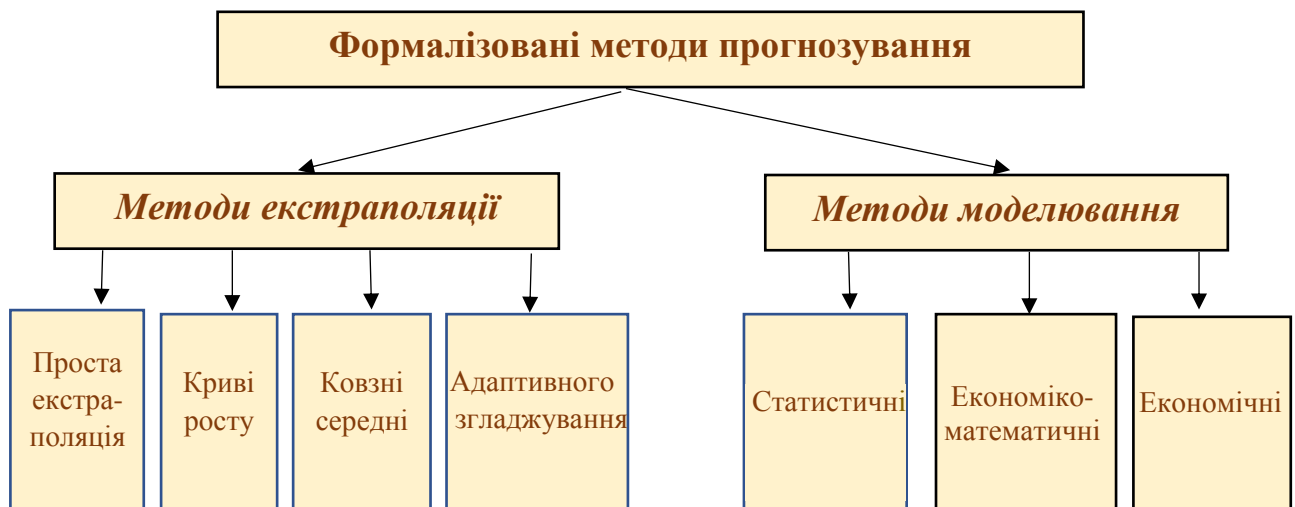 Формалізовані методи прогнозування
Методи екстраполяції
Методи моделювання
Проста
екстра-
поляція
Криві
росту
Ковзні
середні
Адаптивного
згладжування
Статистичні
Економіко-
математичні
Економічні